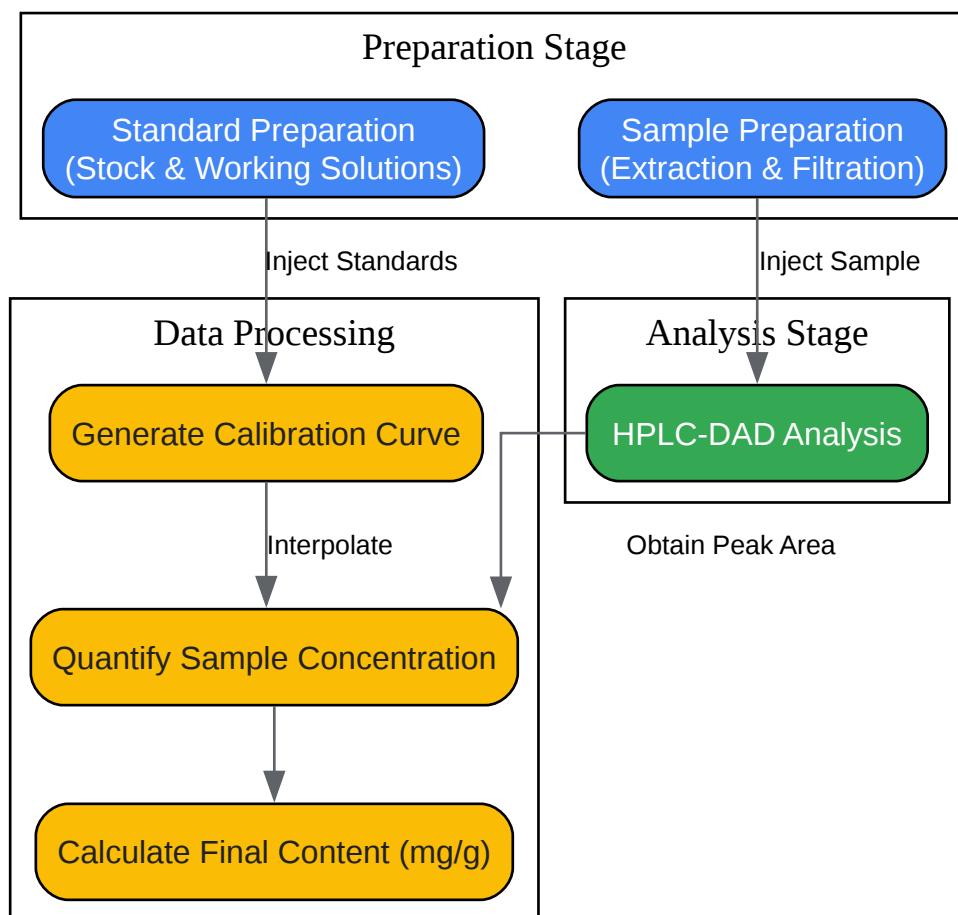 Preparation Stage
Standard Preparation
(Stock & Working Solutions)
Sample Preparation
(Extraction & Filtration)
Inject Standards
Inject Sample
Data Processing
Analysis Stage
Generate Calibration Curve
HPLC-DAD Analysis
Interpolate
Obtain Peak Area
Quantify Sample Concentration
Calculate Final Content (mg/g)